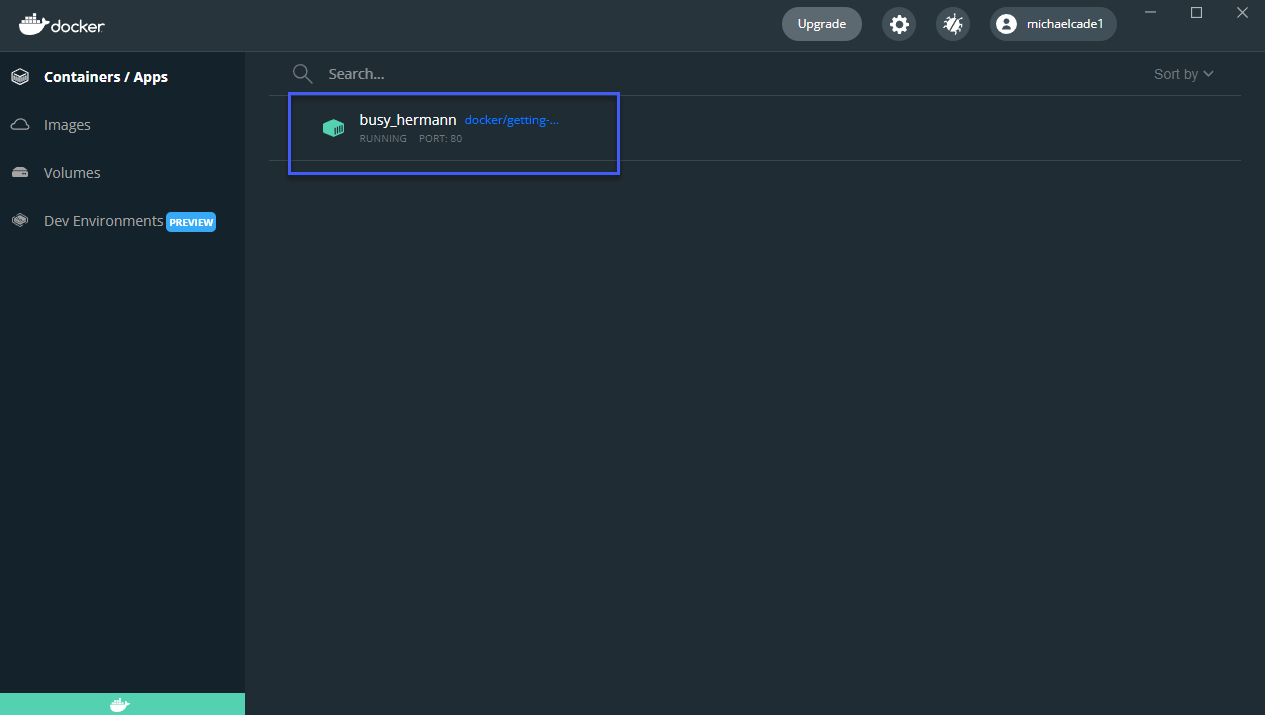 docker
Upgrade
michaelcade1
Containers / Apps
Images
Volumes
Dev Environments PREVIEW
Search...
Sort by
busy_hermann docker/getting-...
RUNNING PORT: 80